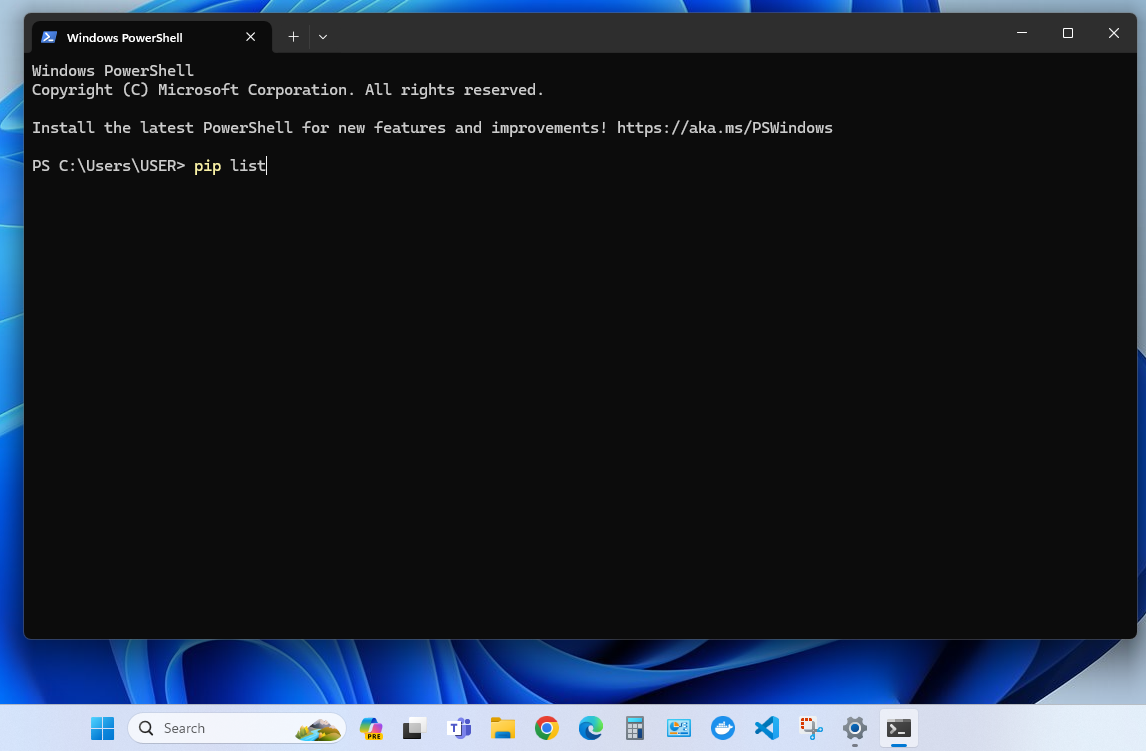 Windows PowerShell
Windows PowerShell
Copyright (C) Microsoft Corporation. All rights reserved.
Install the latest PowerShell for new features and improvements! https://aka.ms/PSWindows
PS C:\Users\USER> pip list
Search
PRE
T